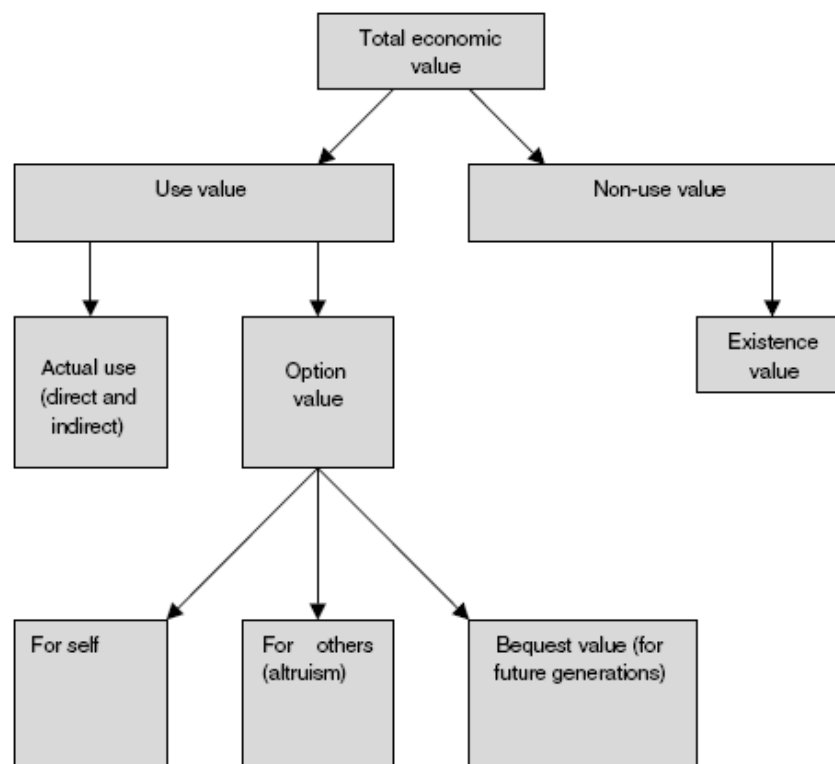 Total economic
value
Use value
Non-use value
Actual use
(direct and
indirect)
Option
value
Existence
value
For self
For others
(altruism)
Bequest value (for
future generations)